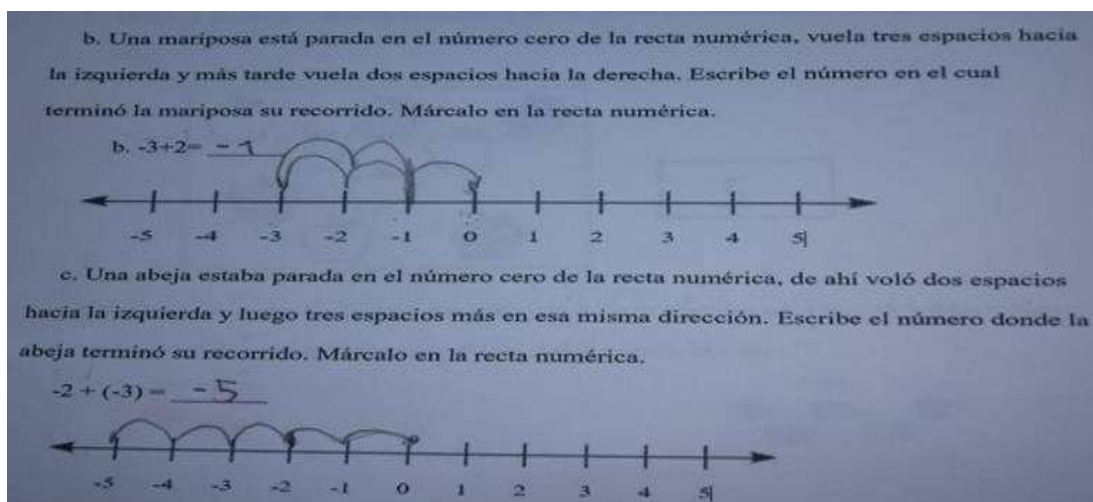 b. Una mariposa está parada en el número cero de la recta numérica, vuela tres espacios hacia
la izquierda y más tarde vuela dos espacios hacia la derecha. Escribe el número en el cual
terminó la mariposa su recorrido. Márcalo en la recta numérica.
b. -3+2= -1
-5 -4 -3 -2 -1 0 1 2 3 4 5
c. Una abeja estaba parada en el número cero de la recta numérica, de ahí voló dos espacios
hacia la izquierda y luego tres espacios más en esa misma dirección. Escribe el número donde la
abeja terminó su recorrido. Márcalo en la recta numérica.
-2 + (-3) = -5
-5 -4 -3 -2 -1 0 1 2 3 4 5